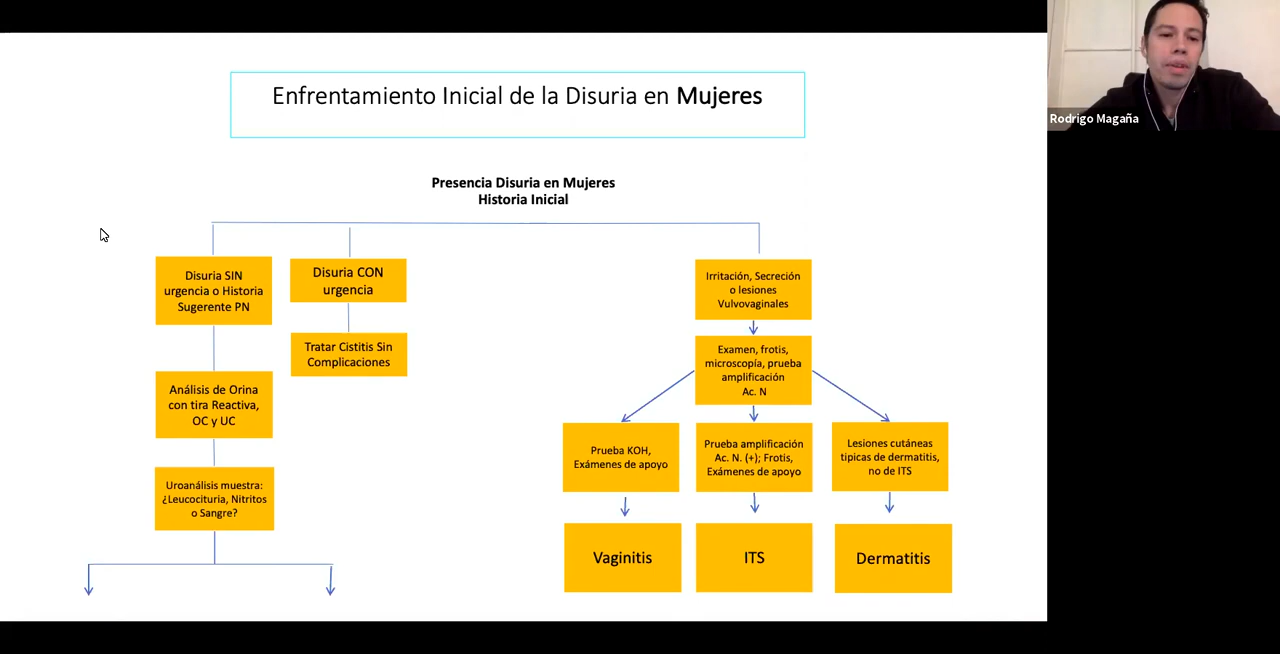 Enfrentamiento Inicial de la Disuria en Mujeres
Rodrigo Magaña
Presencia Disuria en Mujeres
Historia Inicial
Disuria SIN
urgencia o Historia
Sugerente PN
Disuria CON
urgencia
Tratar Cistitis Sin
Complicaciones
Análisis de Orina
con tira Reactiva,
OC y UC
Uroanálisis muestra:
¿Leucocituria, Nitritos
o Sangre?
Irritación, Secreción
o lesiones
Vulvovaginales
Examen, frotis,
microscopía, prueba
amplificación
Ac. N
Prueba KOH,
Exámenes de apoyo
Prueba amplificación
Ac. N. (+); Frotis,
Exámenes de apoyo
Lesiones cutáneas
tipicas de dermatitis,
no de ITS
Vaginitis
ITS
Dermatitis